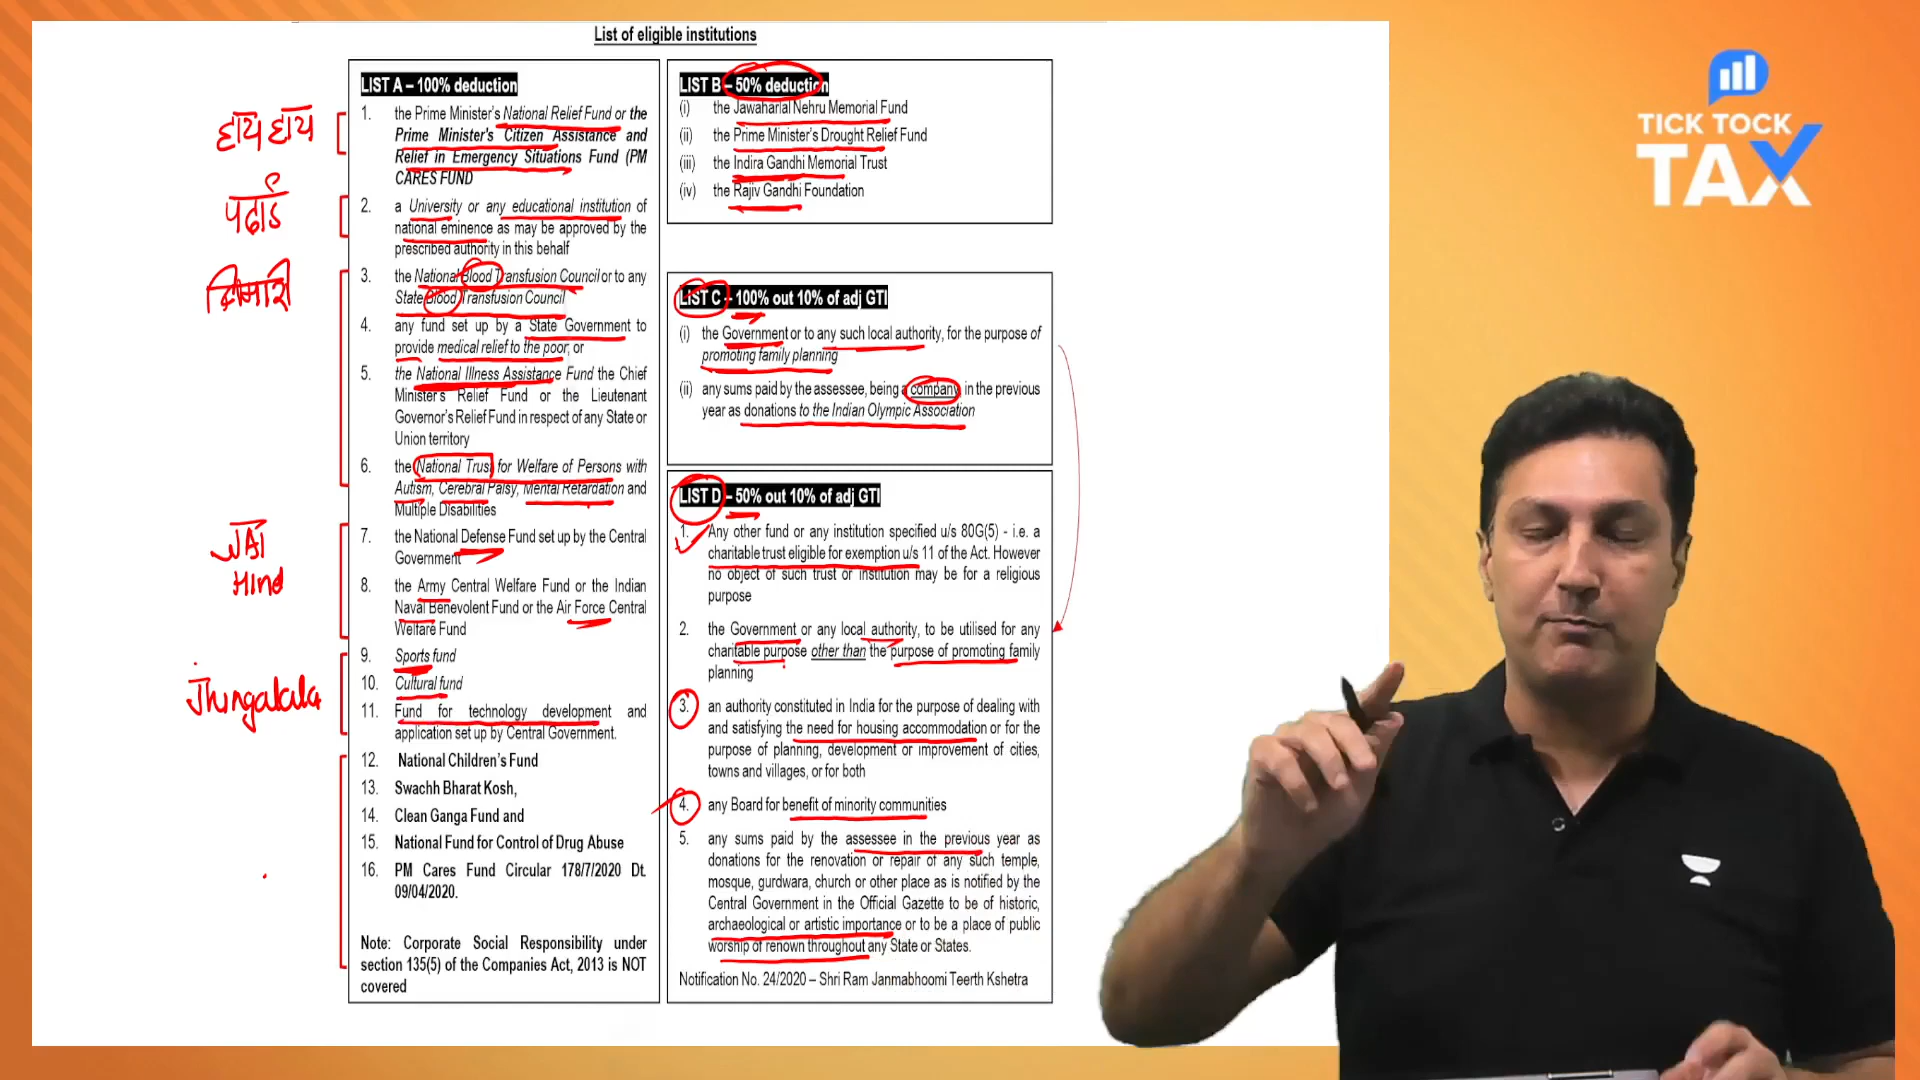 List of eligible institutions
LIST A – 100% deduction
1. the Prime Minister's National Relief Fund or the
Prime Minister's Citizen Assistance and
Relief in Emergency Situations Fund (PM
CARES FUND
2. a University or any educational institution of
national eminence as may be approved by the
prescribed authority in this behalf
3. the National Blood Transfusion Council or to any
State Blood Transfusion Council
4. any fund set up by a State Government to
provide medical relief to the poor, or
5. the National Illness Assistance Fund the Chief
Minister's Relief Fund or the Lieutenant
Governor's Relief Fund in respect of any State or
Union territory
6. the National Trust for Welfare of Persons with
Autism, Cerebral Palsy, Mental Retardation and
Multiple Disabilities
7. the National Defense Fund set up by the Central
Government
8. the Army Central Welfare Fund or the Indian
Naval Benevolent Fund or the Air Force Central
Welfare Fund
9. Sports fund
10. Cultural fund
11. Fund for technology development and
application set up by Central Government.
12. National Children's Fund
13. Swachh Bharat Kosh,
14. Clean Ganga Fund and
15. National Fund for Control of Drug Abuse
16. PM Cares Fund Circular 178/7/2020 Dt.
09/04/2020.
Note: Corporate Social Responsibility under
section 135(5) of the Companies Act, 2013 is NOT
covered
हाय हाय
पढाई
बिमारी
JAI
Hind
Jhingalala
LIST B – 50% deduction
(i) the Jawaharlal Nehru Memorial Fund
(ii) the Prime Minister's Drought Relief Fund
(iii) the Indira Gandhi Memorial Trust
(iv) the Rajiv Gandhi Foundation
LIST C – 100% out 10% of adj GTI
(i) the Government or to any such local authority, for the purpose of
promoting family planning
(ii) any sums paid by the assessee, being a company, in the previous
year as donations to the Indian Olympic Association
LIST D – 50% out 10% of adj GTI
1. Any other fund or any institution specified u/s 80G(5) - i.e. a
charitable trust eligible for exemption u/s 11 of the Act. However
no object of such trust or institution may be for a religious
purpose
2. the Government or any local authority, to be utilised for any
charitable purpose other than the purpose of promoting family
planning
3. an authority constituted in India for the purpose of dealing with
and satisfying the need for housing accommodation or for the
purpose of planning, development or improvement of cities,
towns and villages, or for both
4. any Board for benefit of minority communities
5. any sums paid by the assessee in the previous year as
donations for the renovation or repair of any such temple,
mosque, gurdwara, church or other place as is notified by the
Central Government in the Official Gazette to be of historic,
archaeological or artistic importance or to be a place of public
worship of renown throughout any State or States.
Notification No. 24/2020 – Shri Ram Janmabhoomi Teerth Kshetra
TICK TOCK
TAX